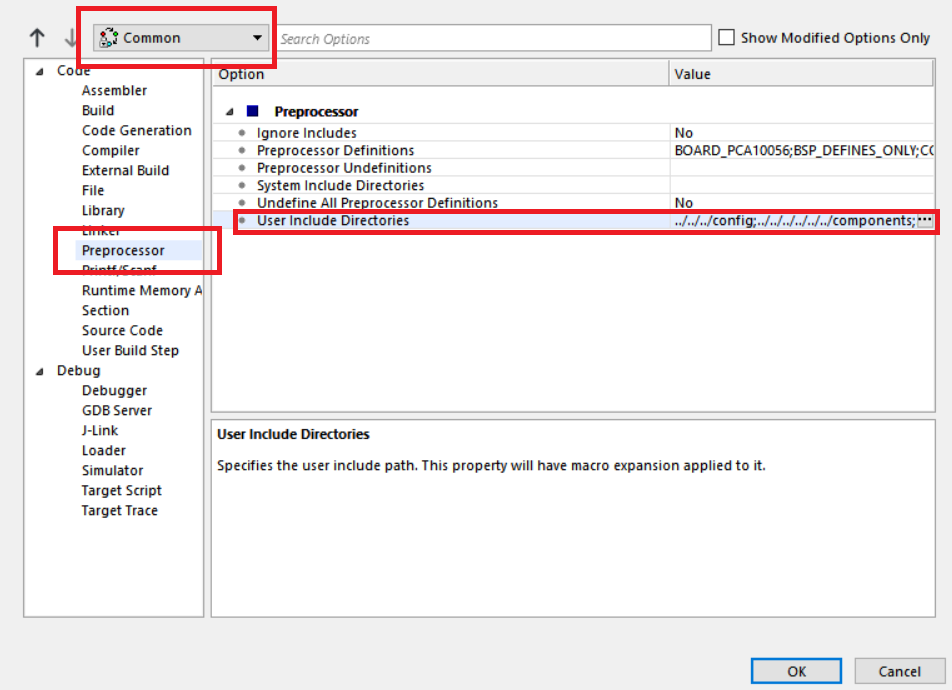 Common
Search Options
Show Modified Options Only
Code
Assembler
Build
Code Generation
Compiler
External Build
File
Library
Linker
Preprocessor
Printf/Scanf
Runtime Memory A
Section
Source Code
User Build Step
Debug
Debugger
GDB Server
J-Link
Loader
Simulator
Target Script
Target Trace
Option Value
Preprocessor
Ignore Includes No
Preprocessor Definitions BOARD_PCA10056;BSP_DEFINES_ONLY;CO
Preprocessor Undefinitions
System Include Directories
Undefine All Preprocessor Definitions No
User Include Directories ../../../config;../../../../../../components; ...
User Include Directories
Specifies the user include path. This property will have macro expansion applied to it.
OK Cancel